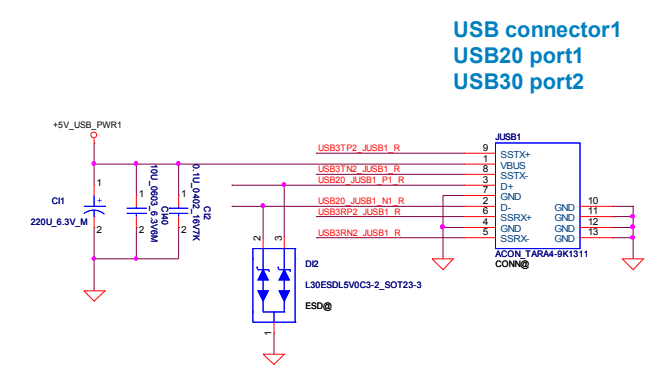 USB connector1
USB20 port1
USB30 port2
+5V_USB_PWR1
JUSB1
USB3TP2_JUSB1_R
9
SSTX+
1
VBUS
USB3TN2_JUSB1_R
8
SSTX-
USB20_JUSB1_P1_R
3
D+
7
GND
USB20_JUSB1_N1_R
2
D-
GND
10
USB3RP2_JUSB1_R
6
SSRX+
GND
11
4
GND
GND
12
USB3RN2_JUSB1_R
5
SSRX-
GND
13
ACON_TARA4-9K1311
CONN@
1
+
CI1
220U_6.3V_M
2
1
10U_0603_6.3V6M
CI40
2
1
0.1U_0402_16V7K
CI2
2
2
3
DI2
L30ESDL5V0C3-2_SOT23-3
ESD@
1